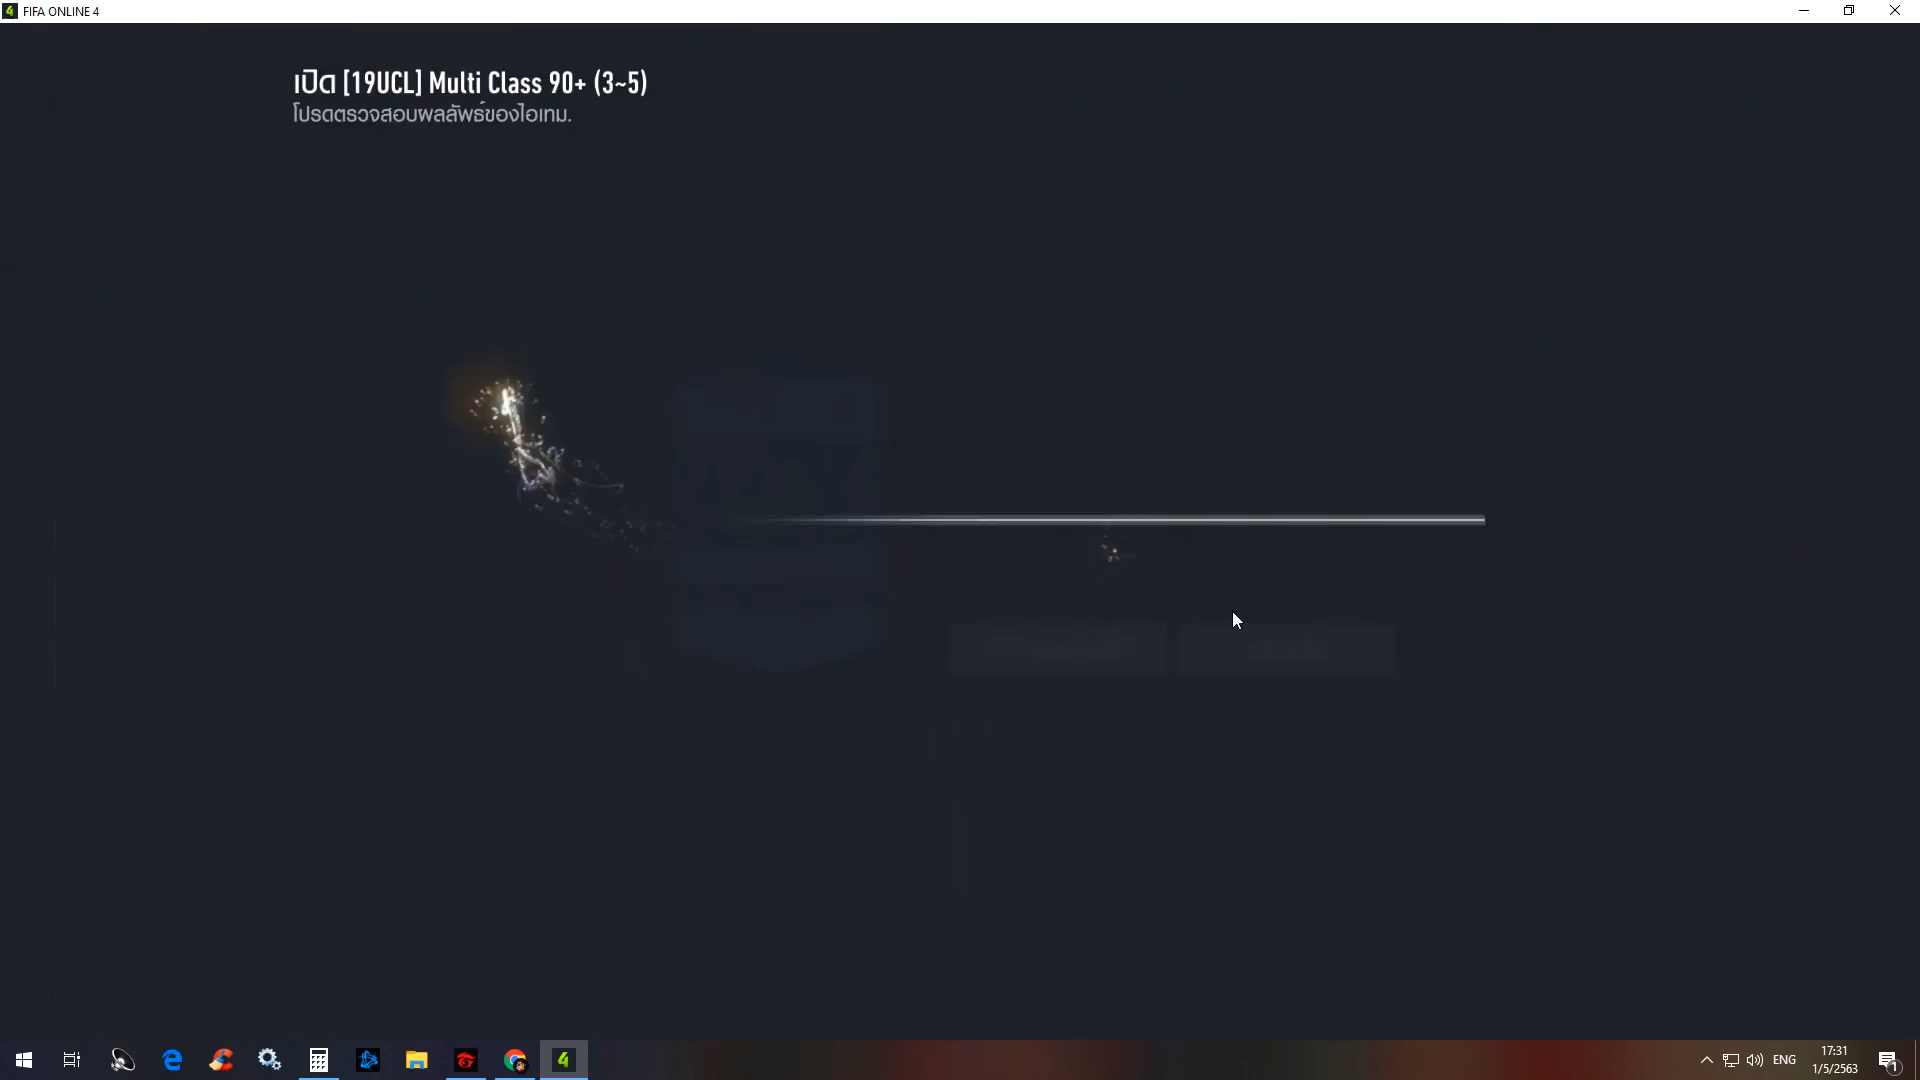 FIFA ONLINE 4
เปิด [19UCL] Multi Class 90+ (3~5)
โปรดตรวจสอบผลลัพธ์ของไอเทม.
ENG
17:31
1/5/2563
1